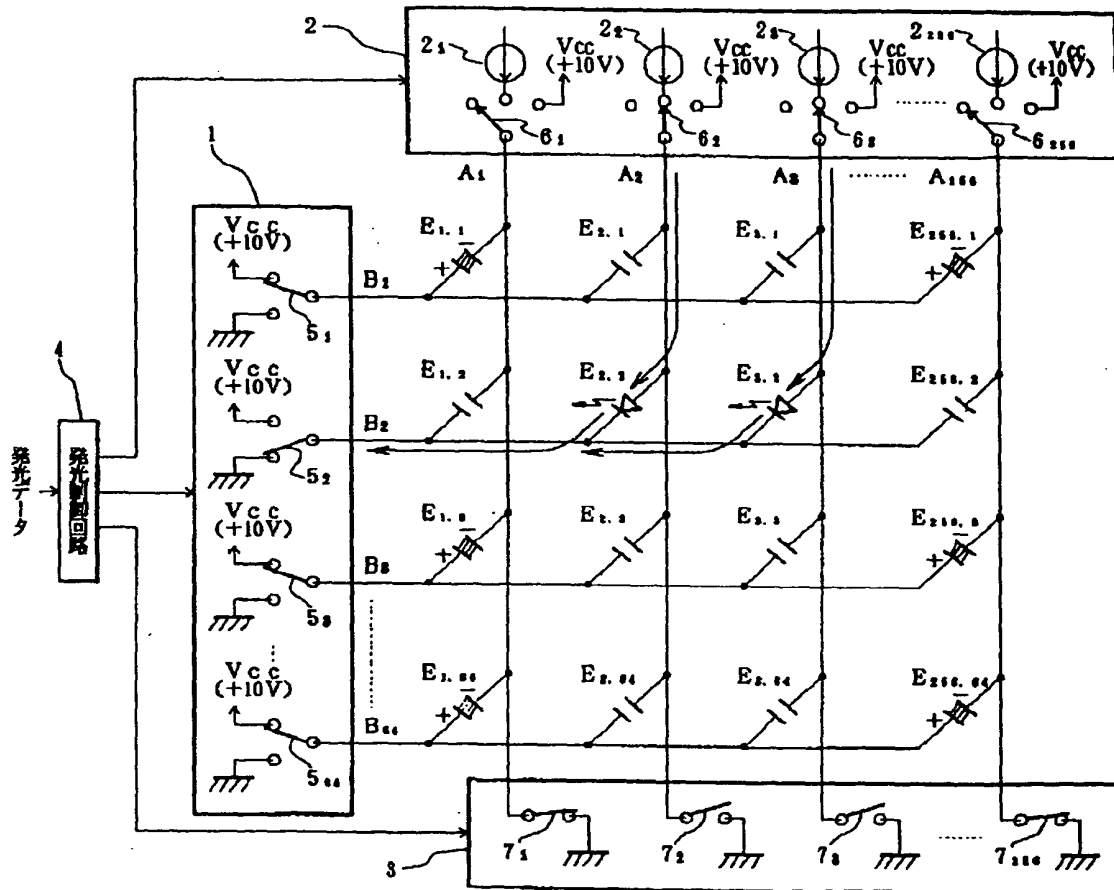 2
2₁
Vcc
(+10V)
2₂
Vcc
(+10V)
2₃
Vcc
(+10V)
2₂₅₆
Vcc
(+10V)
6₁
6₂
6₃
6₂₅₆
A₁
A₂
A₃
1
Vcc
(+10V)
5₁
B₁
E₁.₁
E₂.₁
E₃.₁
E₂₅₆.₁
+
−
+
−
4
発光データ
発光制御回路
Vcc
(+10V)
5₂
B₂
E₁.₂
E₂.₂
E₃.₂
E₂₅₆.₂
Vcc
(+10V)
5₃
B₃
E₁.₃
E₂.₃
E₃.₃
E₂₅₆.₃
+
−
+
−
Vcc
(+10V)
5₆₄
B₆₄
E₂.₆₄
E₃.₆₄
E₂₅₆.₆₄
+
−
+
−
3
7₁
7₂
7₃
7₂₅₆